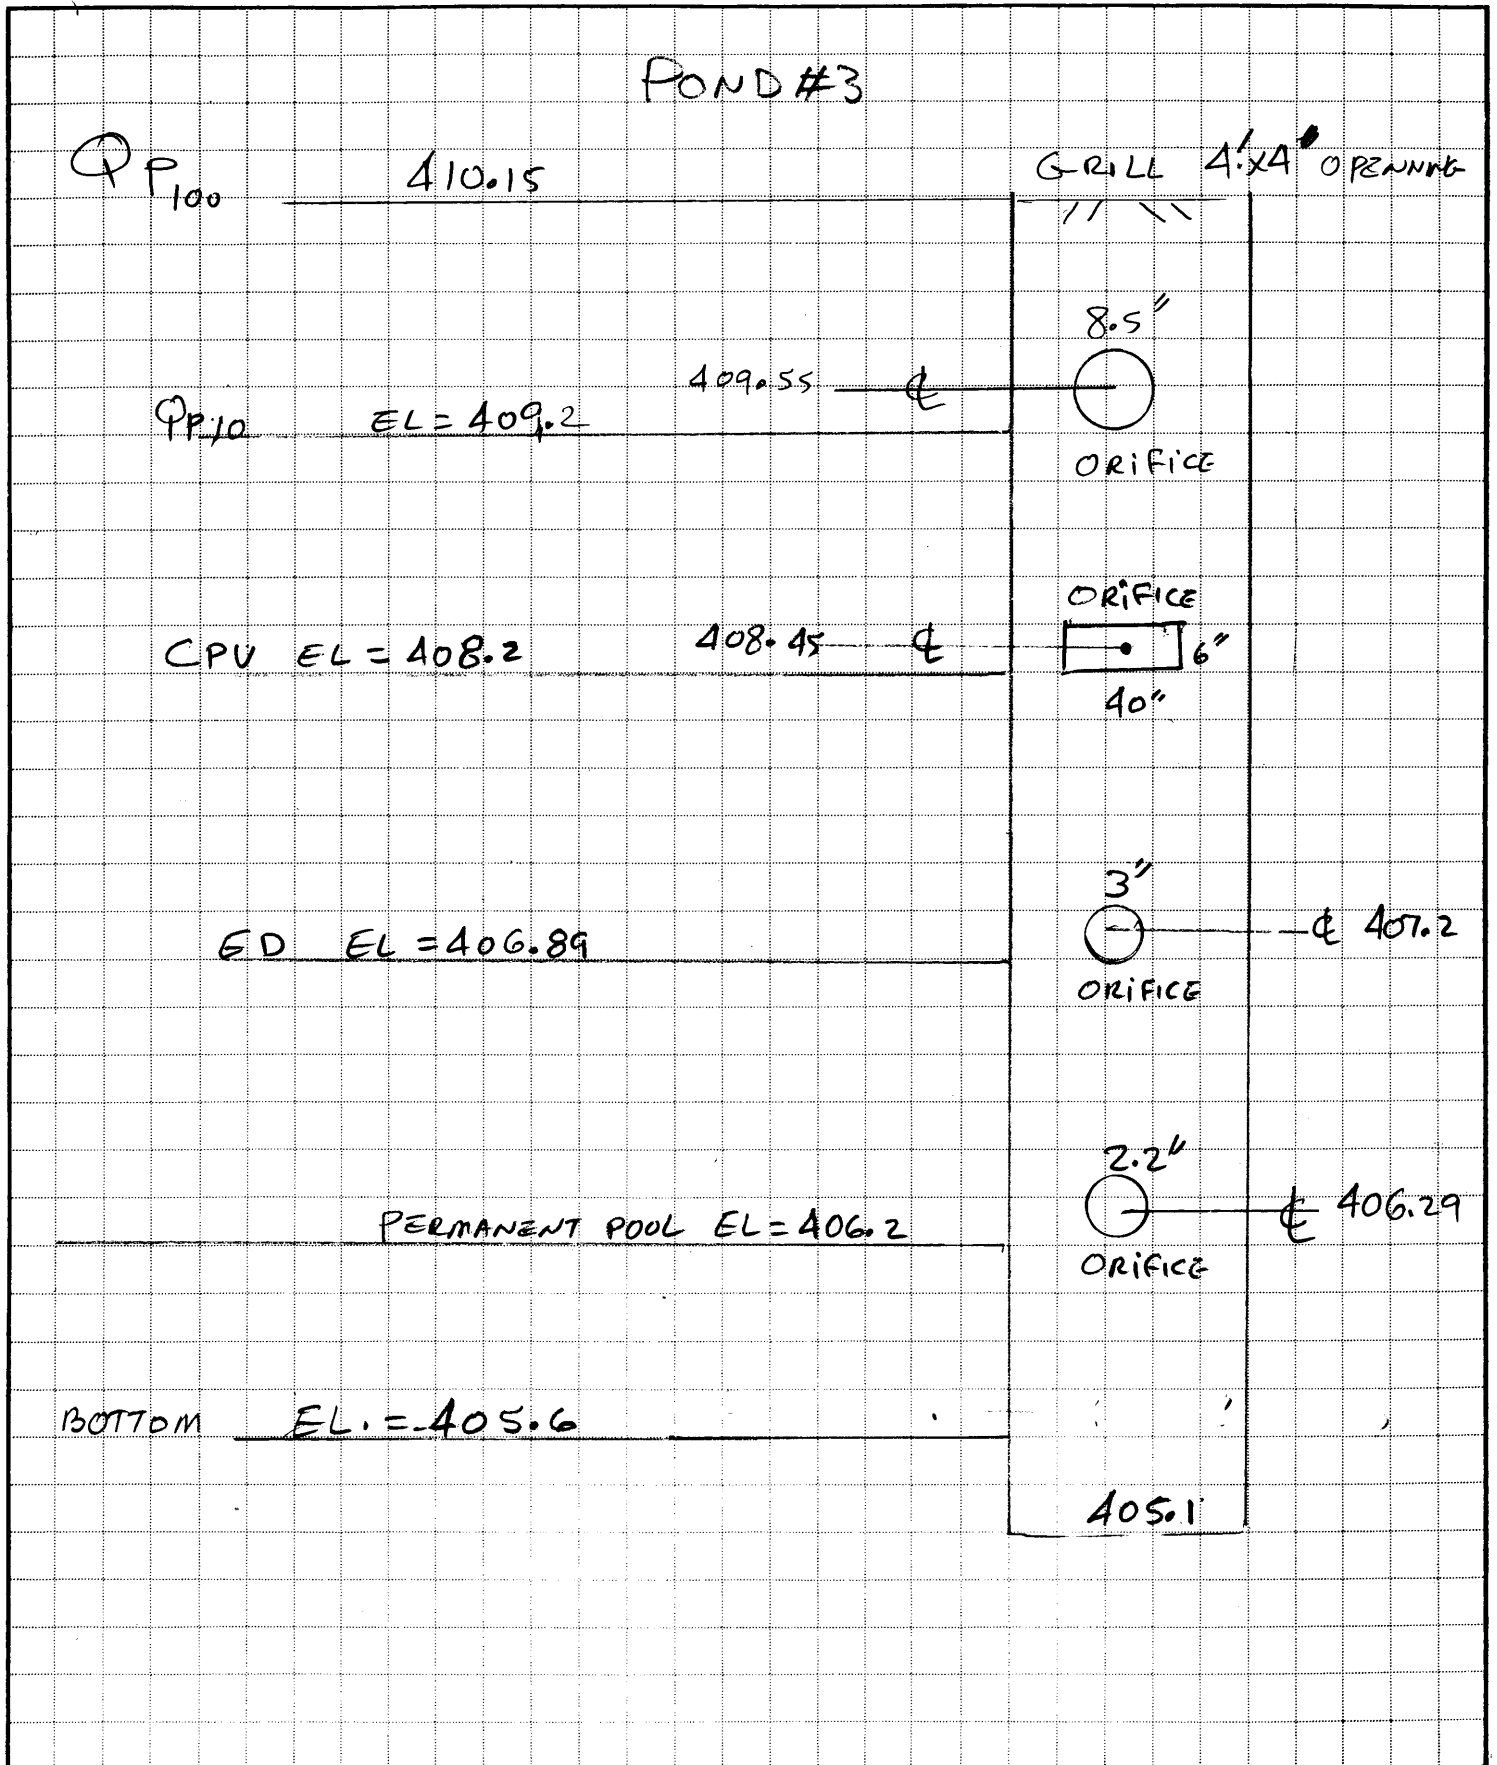 POND #3
QP100 410.15
GRILL 4'x4' OPENNING
8.5"
409.55 ℄
QP10 EL = 409.2
ORIFICE
ORIFICE
CPV EL = 408.2
408.45 ℄
6"
40"
3"
ED EL = 406.89
℄ 407.2
ORIFICE
2.2"
PERMANENT POOL EL = 406.2
℄ 406.29
ORIFICE
BOTTOM EL. = 405.6
405.1